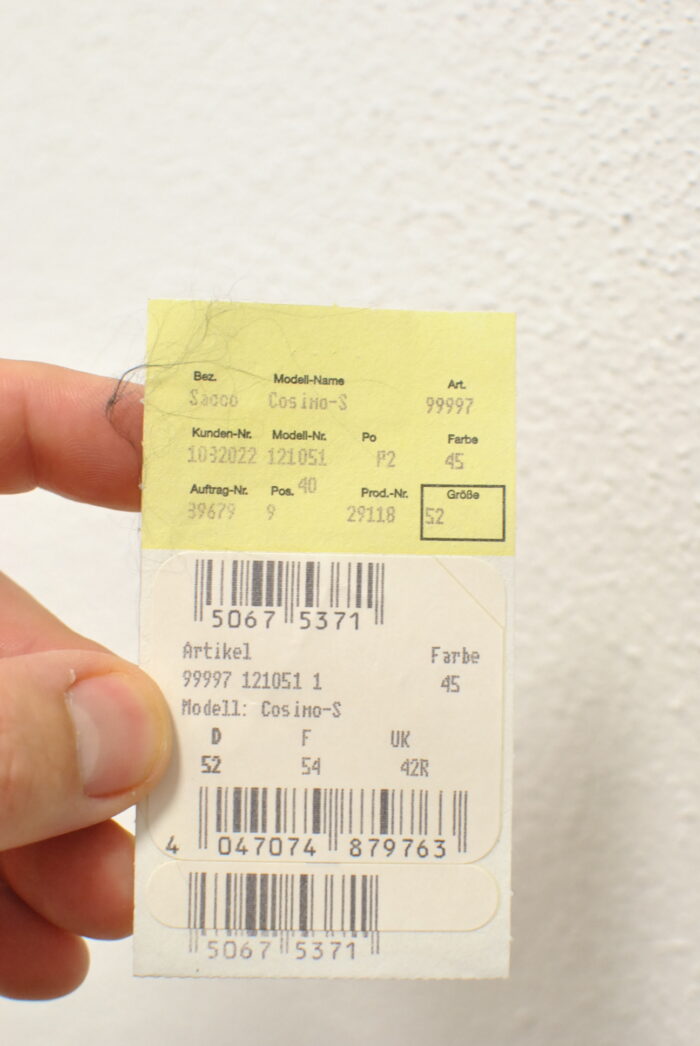 Bez. Modell-Name Art.
Sacco Cosimo-S 99997
Kunden-Nr. Modell-Nr. Po Farbe
1032022 121051 P2 45
Auftrag-Nr. Pos. 40 Prod.-Nr. Größe
39679 9 29118 52
5067 5371
Artikel Farbe
99997 121051 1 45
Modell: Cosimo-S
D F UK
52 54 42R
4 047074 879763
5067 5371